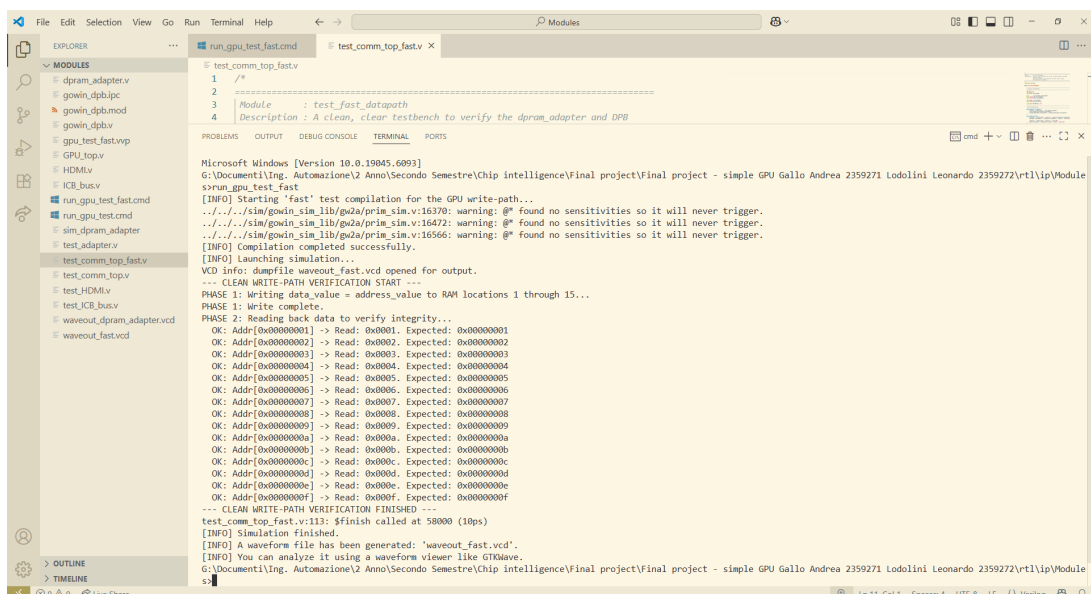 File Edit Selection View Go Run Terminal Help
Modules
EXPLORER
MODULES
dpram_adapter.v
gowin_dpb.ipc
gowin_dpb.mod
gowin_dpb.v
gpu_test_fast.vvp
GPU_top.v
HDMI.v
ICB_bus.v
run_gpu_test_fast.cmd
run_gpu_test.cmd
sim_dpram_adapter
test_adapter.v
test_comm_top_fast.v
test_comm_top.v
test_HDMI.v
test_ICB_bus.v
waveout_dpram_adapter.vcd
waveout_fast.vcd
OUTLINE
TIMELINE
run_gpu_test_fast.cmd
test_comm_top_fast.v
test_comm_top_fast.v
1 /*
2 ==============================================================================
3 Module : test_fast_datapath
4 Description : A clean, clear testbench to verify the dpram_adapter and DPB
PROBLEMS OUTPUT DEBUG CONSOLE TERMINAL PORTS
cmd
Microsoft Windows [Version 10.0.19045.6093]
G:\Documenti\Ing. Automazione\2 Anno\Secondo Semestre\Chip intelligence\Final project\Final project - simple GPU Gallo Andrea 2359271 Lodolini Leonardo 2359272\rtl\ip\Module
s>run_gpu_test_fast
[INFO] Starting 'fast' test compilation for the GPU write-path...
../../../sim/gowin_sim_lib/gw2a/prim_sim.v:16370: warning: @* found no sensitivities so it will never trigger.
../../../sim/gowin_sim_lib/gw2a/prim_sim.v:16472: warning: @* found no sensitivities so it will never trigger.
../../../sim/gowin_sim_lib/gw2a/prim_sim.v:16566: warning: @* found no sensitivities so it will never trigger.
[INFO] Compilation completed successfully.
[INFO] Launching simulation...
VCD info: dumpfile waveout_fast.vcd opened for output.
--- CLEAN WRITE-PATH VERIFICATION START ---
PHASE 1: Writing data_value = address_value to RAM locations 1 through 15...
PHASE 1: Write complete.
PHASE 2: Reading back data to verify integrity...
OK: Addr[0x00000001] -> Read: 0x0001. Expected: 0x00000001
OK: Addr[0x00000002] -> Read: 0x0002. Expected: 0x00000002
OK: Addr[0x00000003] -> Read: 0x0003. Expected: 0x00000003
OK: Addr[0x00000004] -> Read: 0x0004. Expected: 0x00000004
OK: Addr[0x00000005] -> Read: 0x0005. Expected: 0x00000005
OK: Addr[0x00000006] -> Read: 0x0006. Expected: 0x00000006
OK: Addr[0x00000007] -> Read: 0x0007. Expected: 0x00000007
OK: Addr[0x00000008] -> Read: 0x0008. Expected: 0x00000008
OK: Addr[0x00000009] -> Read: 0x0009. Expected: 0x00000009
OK: Addr[0x0000000a] -> Read: 0x000a. Expected: 0x0000000a
OK: Addr[0x0000000b] -> Read: 0x000b. Expected: 0x0000000b
OK: Addr[0x0000000c] -> Read: 0x000c. Expected: 0x0000000c
OK: Addr[0x0000000d] -> Read: 0x000d. Expected: 0x0000000d
OK: Addr[0x0000000e] -> Read: 0x000e. Expected: 0x0000000e
OK: Addr[0x0000000f] -> Read: 0x000f. Expected: 0x0000000f
--- CLEAN WRITE-PATH VERIFICATION FINISHED ---
test_comm_top_fast.v:113: $finish called at 58000 (10ps)
[INFO] Simulation finished.
[INFO] A waveform file has been generated: 'waveout_fast.vcd'.
[INFO] You can analyze it using a waveform viewer like GTKWave.
G:\Documenti\Ing. Automazione\2 Anno\Secondo Semestre\Chip intelligence\Final project\Final project - simple GPU Gallo Andrea 2359271 Lodolini Leonardo 2359272\rtl\ip\Module
s>